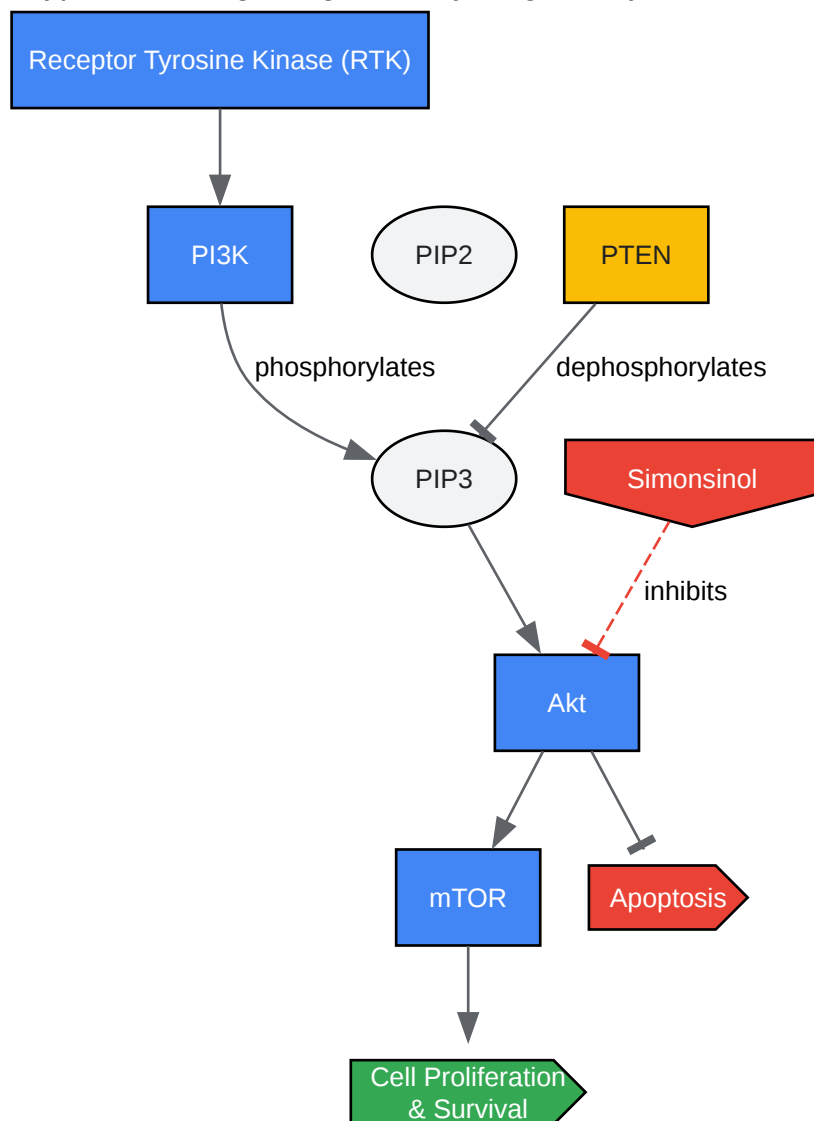 Receptor Tyrosine Kinase (RTK)
PI3K
PIP2
PTEN
phosphorylates
dephosphorylates
PIP3
Simonsinol
inhibits
Akt
mTOR
Apoptosis
Cell Proliferation
& Survival